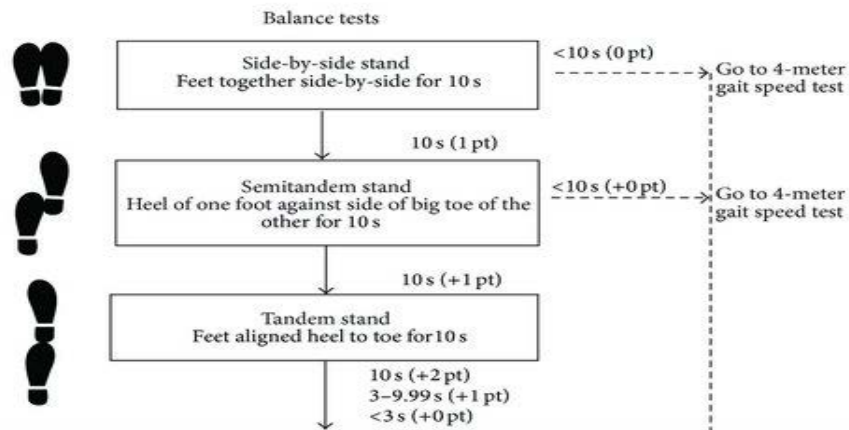 Balance tests
Side-by-side stand
Feet together side-by-side for 10 s
<10 s (0 pt)
Go to 4-meter
gait speed test
10 s (1 pt)
Semitandem stand
Heel of one foot against side of big toe of the
other for 10 s
<10 s (+0 pt)
Go to 4-meter
gait speed test
10 s (+1 pt)
Tandem stand
Feet aligned heel to toe for 10 s
10 s (+2 pt)
3–9.99 s (+1 pt)
<3 s (+0 pt)